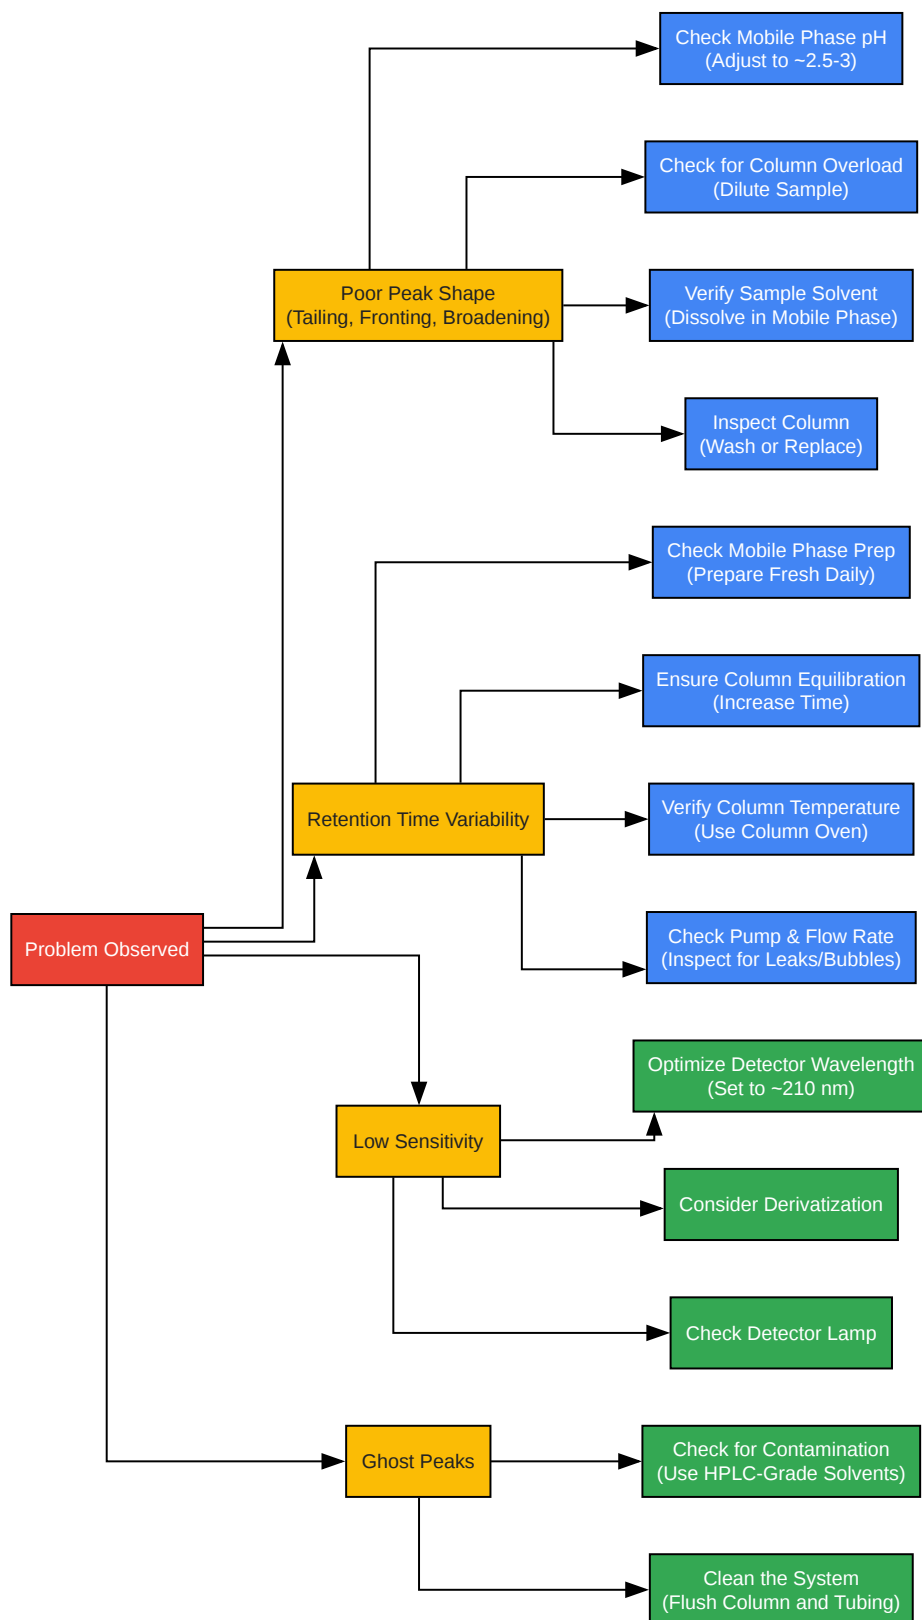 Check Mobile Phase pH
(Adjust to ~2.5-3)
Check for Column Overload
(Dilute Sample)
Poor Peak Shape
(Tailing, Fronting, Broadening)
Verify Sample Solvent
(Dissolve in Mobile Phase)
Inspect Column
(Wash or Replace)
Check Mobile Phase Prep
(Prepare Fresh Daily)
Ensure Column Equilibration
(Increase Time)
Retention Time Variability
Verify Column Temperature
(Use Column Oven)
Problem Observed
Check Pump & Flow Rate
(Inspect for Leaks/Bubbles)
Optimize Detector Wavelength
(Set to ~210 nm)
Low Sensitivity
Consider Derivatization
Check Detector Lamp
Ghost Peaks
Check for Contamination
(Use HPLC-Grade Solvents)
Clean the System
(Flush Column and Tubing)